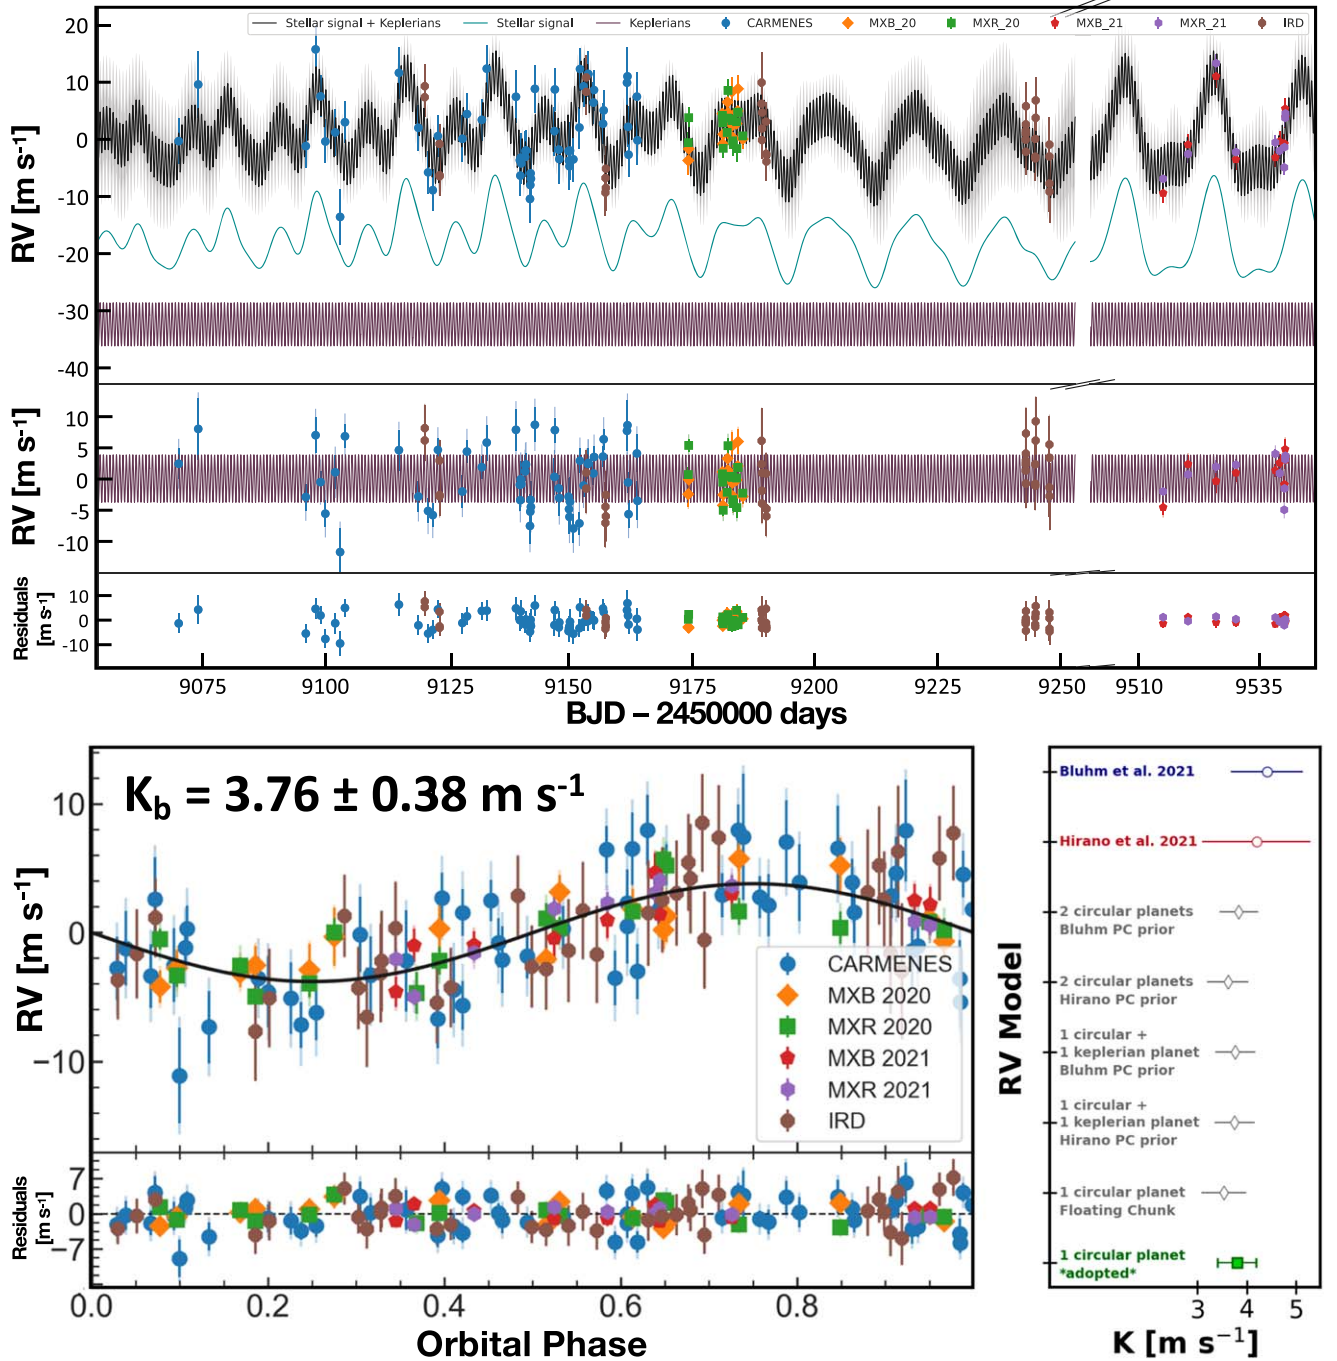 Stellar signal + Keplerians Stellar signal Keplerians CARMENES MXB_20 MXR_20 MXB_21 MXR_21 IRD
20
10
0
-10
-20
-30
-40
RV [m s-1]
10
5
0
-5
-10
RV [m s-1]
10
0
-10
Residuals
[m s-1]
9075 9100 9125 9150 9175 9200 9225 9250 9510 9535
BJD – 2450000 days
Kb = 3.76 ± 0.38 m s-1
10
0
−10
RV [m s-1]
CARMENES
MXB 2020
MXR 2020
MXB 2021
MXR 2021
IRD
7
0
−7
Residuals
[m s-1]
0.0 0.2 0.4 0.6 0.8
Orbital Phase
RV Model
Bluhm et al. 2021
Hirano et al. 2021
2 circular planets
Bluhm PC prior
2 circular planets
Hirano PC prior
1 circular +
1 keplerian planet
Bluhm PC prior
1 circular +
1 keplerian planet
Hirano PC prior
1 circular planet
Floating Chunk
1 circular planet
*adopted*
3 4 5
K [m s−1]